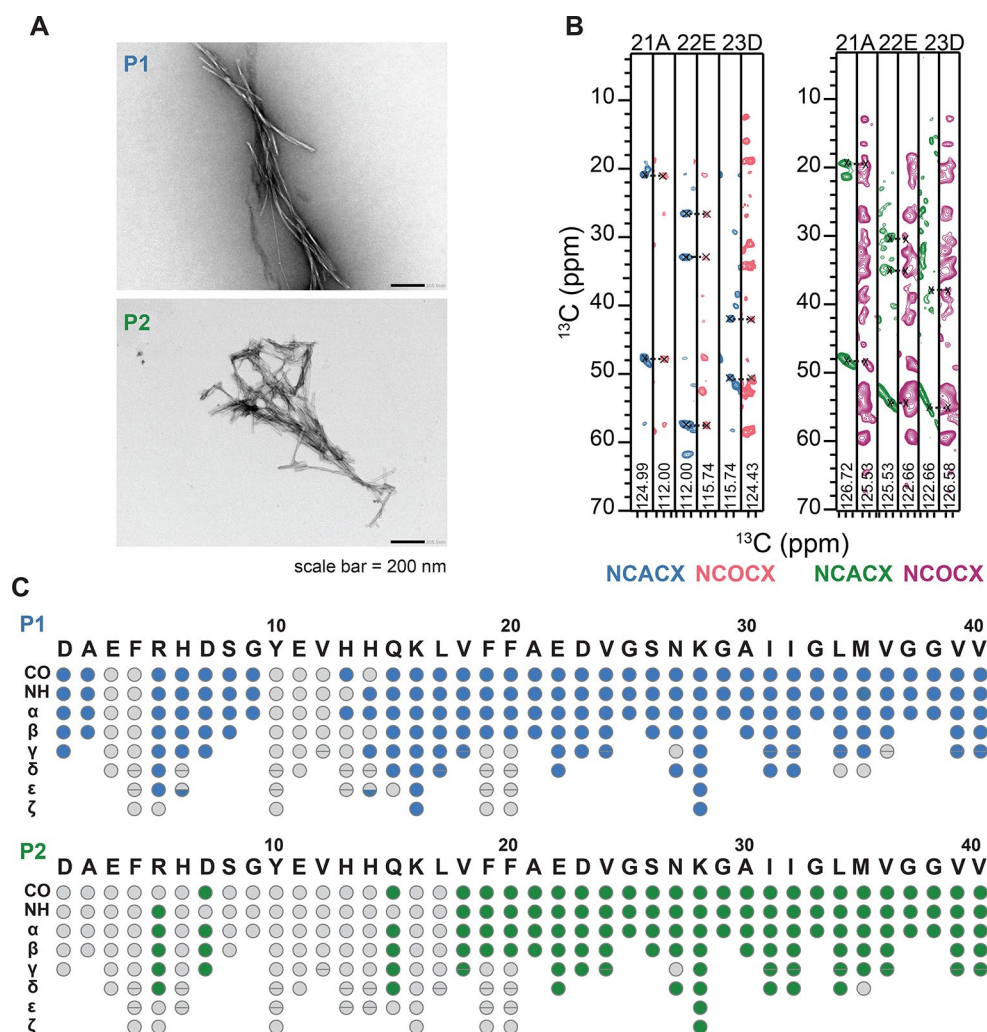 A
P1
P2
scale bar = 200 nm
B
21A 22E 23D
10
20
30
40
50
60
70
¹³C (ppm)
124.99 112.00 112.00 115.74 115.74 124.43
21A 22E 23D
10
20
30
40
50
60
70
¹³C (ppm)
126.72 125.53 125.53 122.66 122.66 126.58
¹³C (ppm)
NCACX NCOCX NCACX NCOCX
C
P1
10 20 30 40
D A E F R H D S G Y E V H H Q K L V F F A E D V G S N K G A I I G L M V G G V V
CO
NH
α
β
γ
δ
ε
ζ
P2
10 20 30 40
D A E F R H D S G Y E V H H Q K L V F F A E D V G S N K G A I I G L M V G G V V
CO
NH
α
β
γ
δ
ε
ζ